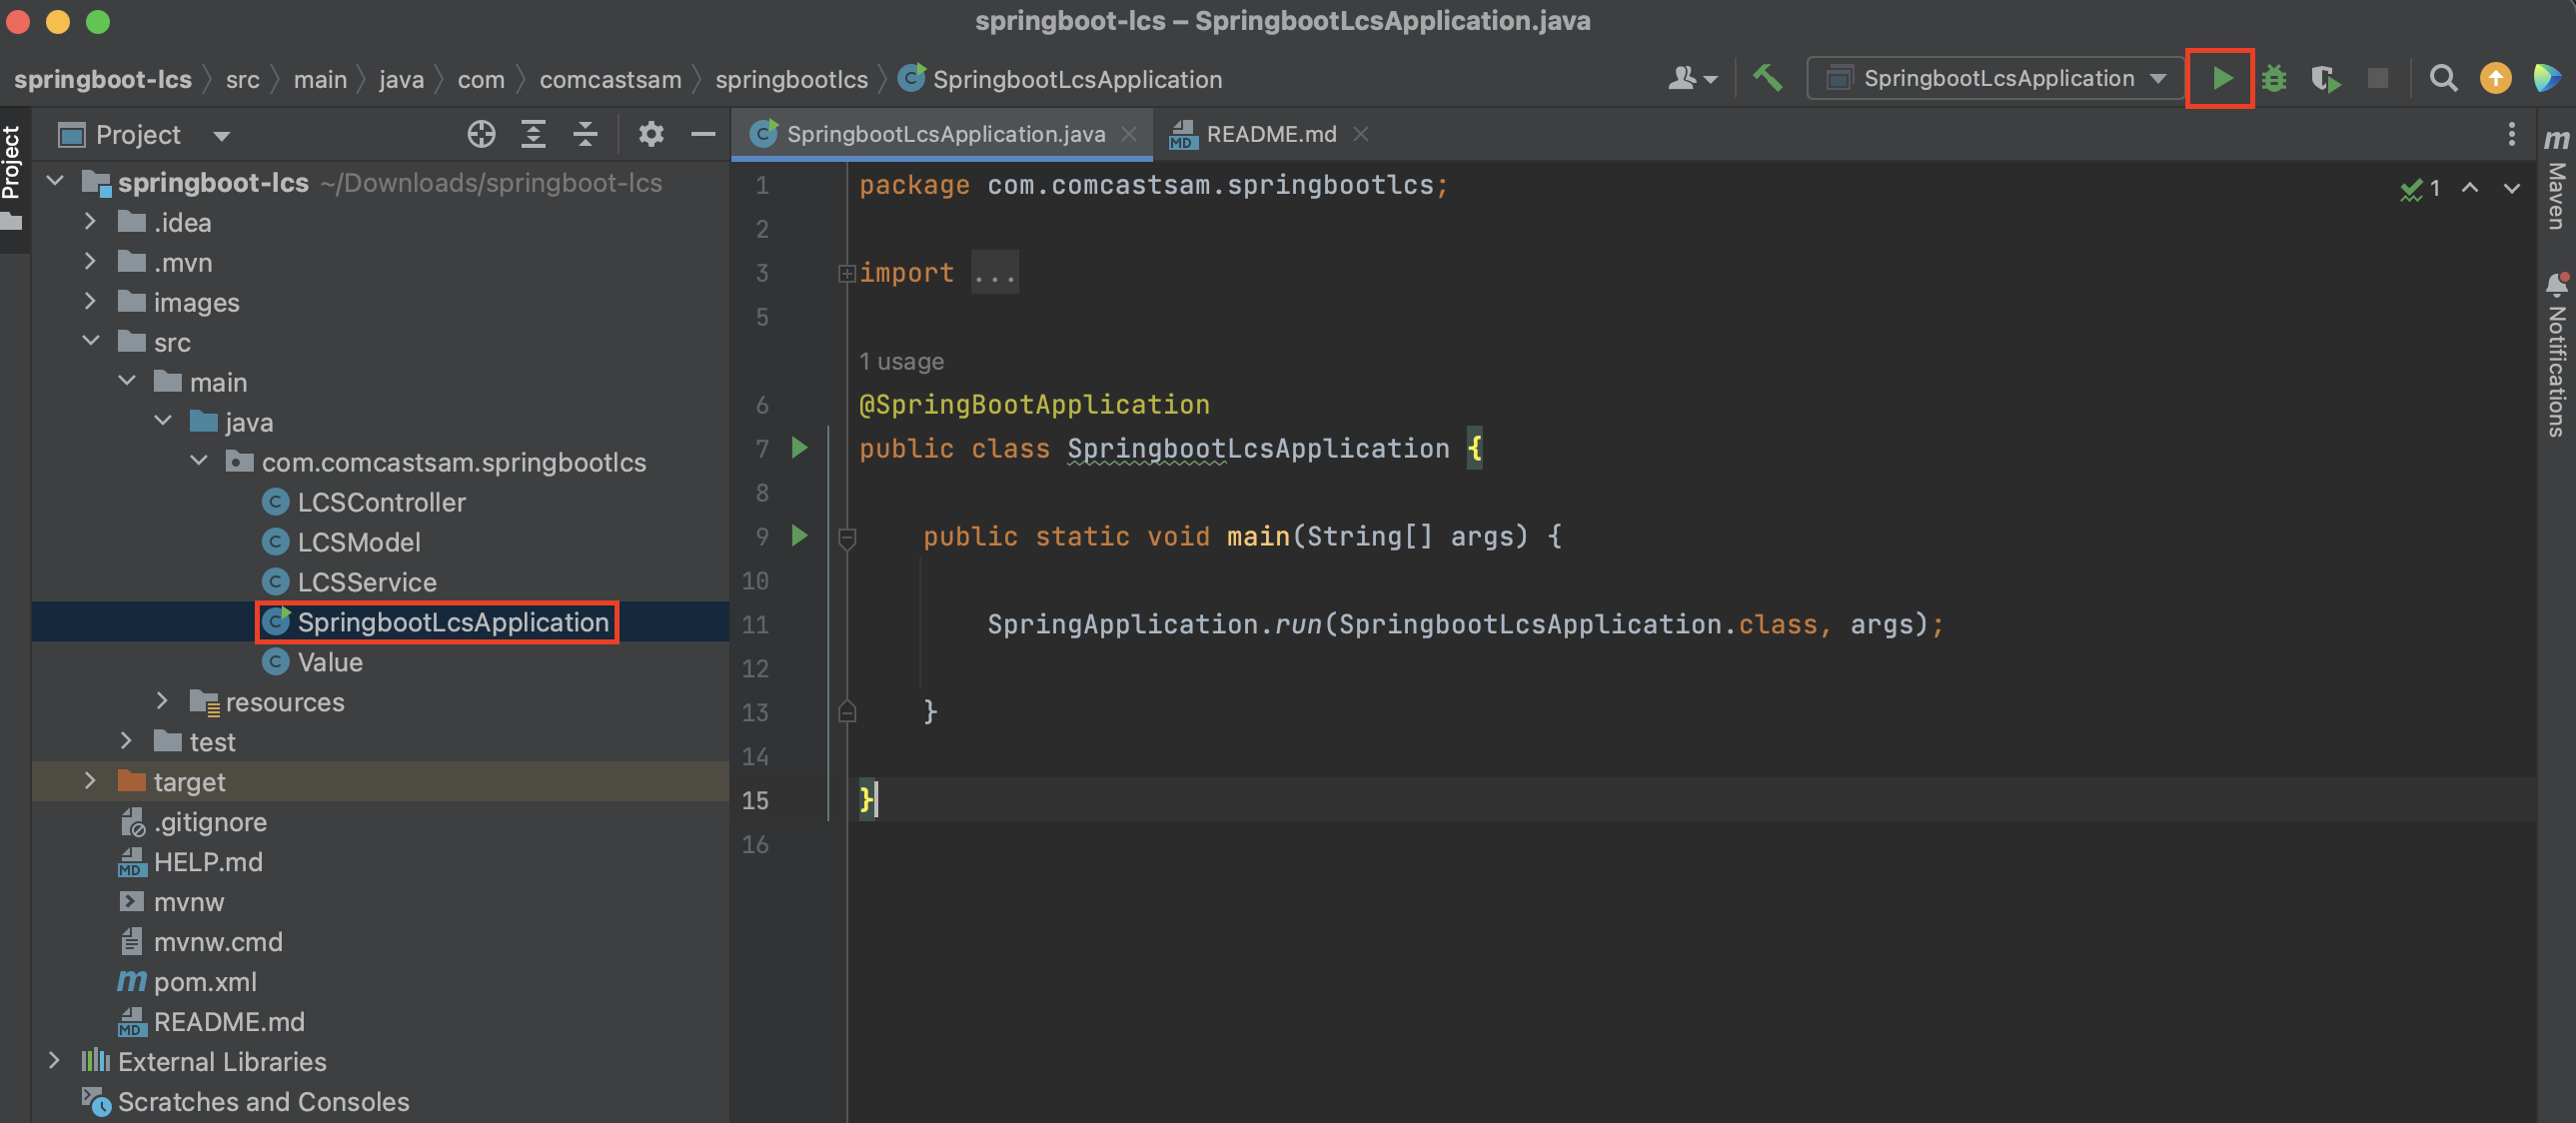 springboot-lcs – SpringbootLcsApplication.java
springboot-lcs src main java com comcastsam springbootlcs SpringbootLcsApplication
SpringbootLcsApplication
Project
Project
springboot-lcs ~/Downloads/springboot-lcs
.idea
.mvn
images
src
main
java
com.comcastsam.springbootlcs
LCSController
LCSModel
LCSService
SpringbootLcsApplication
Value
resources
test
target
.gitignore
HELP.md
mvnw
mvnw.cmd
pom.xml
README.md
External Libraries
Scratches and Consoles
SpringbootLcsApplication.java
README.md
1 package com.comcastsam.springbootlcs;
2
3 import ...
5
1 usage
6 @SpringBootApplication
7 public class SpringbootLcsApplication {
8
9 public static void main(String[] args) {
10
11 SpringApplication.run(SpringbootLcsApplication.class, args);
12
13 }
14
15 }
16
1
Maven
Notifications